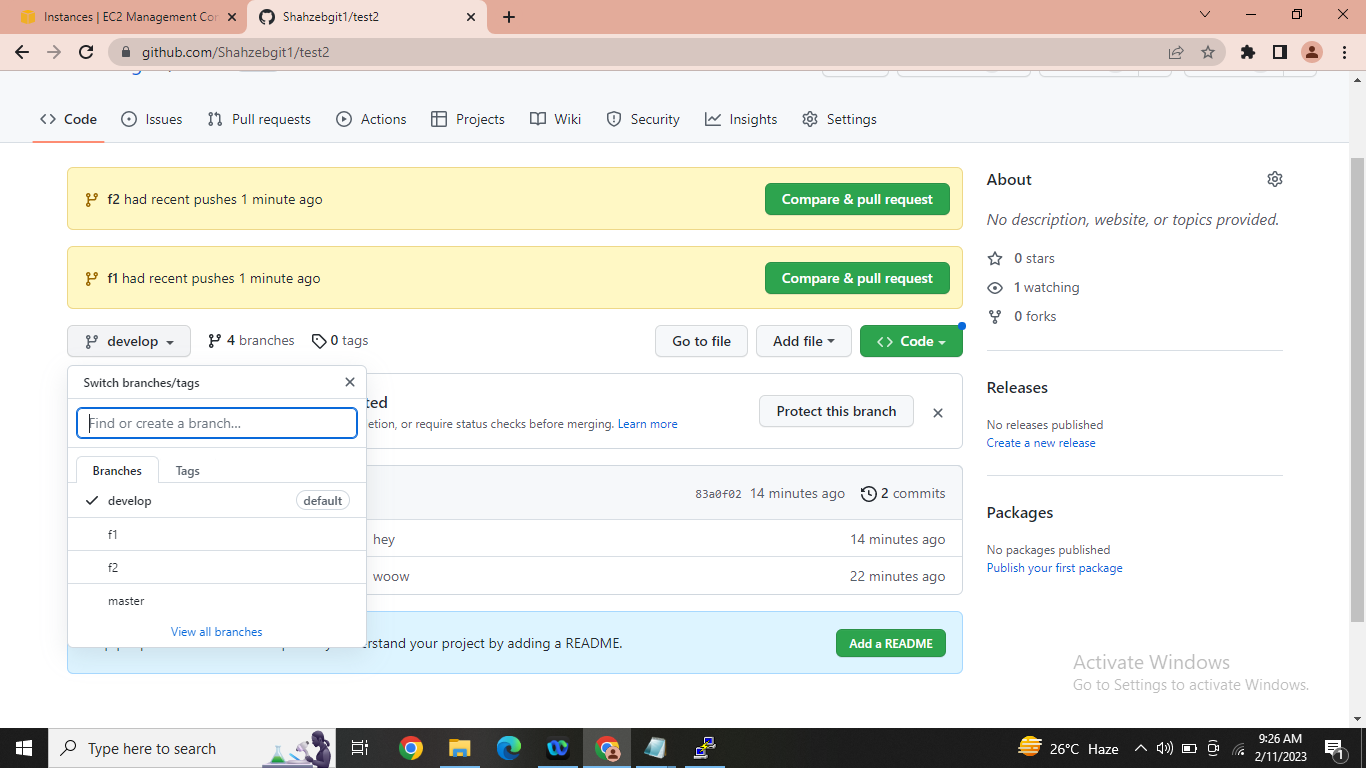 Instances | EC2 Management Con
Shahzebgit1/test2
github.com/Shahzebgit1/test2
Code Issues Pull requests Actions Projects Wiki Security Insights Settings
f2 had recent pushes 1 minute ago
Compare & pull request
f1 had recent pushes 1 minute ago
Compare & pull request
develop
4 branches
0 tags
Go to file
Add file
Code
Switch branches/tags
Find or create a branch...
Branches
Tags
develop
default
f1
f2
master
View all branches
ted
etion, or require status checks before merging. Learn more
Protect this branch
83a0f02 14 minutes ago
2 commits
hey
14 minutes ago
woow
22 minutes ago
rstand your project by adding a README.
Add a README
About
No description, website, or topics provided.
0 stars
1 watching
0 forks
Releases
No releases published
Create a new release
Packages
No packages published
Publish your first package
Activate Windows
Go to Settings to activate Windows.
Type here to search
26°C Haze
9:26 AM
2/11/2023
1